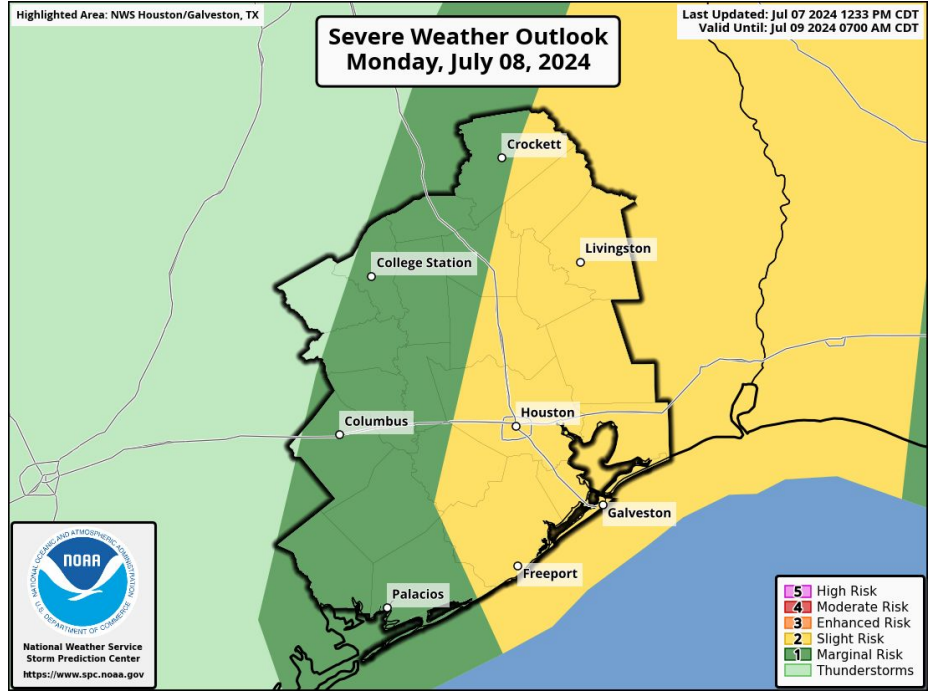 Highlighted Area: NWS Houston/Galveston, TX
Last Updated: Jul 07 2024 1233 PM CDT
Valid Until: Jul 09 2024 0700 AM CDT
Severe Weather Outlook
Monday, July 08, 2024
Crockett
Livingston
College Station
Houston
Columbus
Galveston
Freeport
Palacios
NATIONAL OCEANIC AND ATMOSPHERIC ADMINISTRATION
NOAA
U.S. DEPARTMENT OF COMMERCE
National Weather Service
Storm Prediction Center
https://www.spc.noaa.gov
5 High Risk
4 Moderate Risk
3 Enhanced Risk
2 Slight Risk
1 Marginal Risk
Thunderstorms